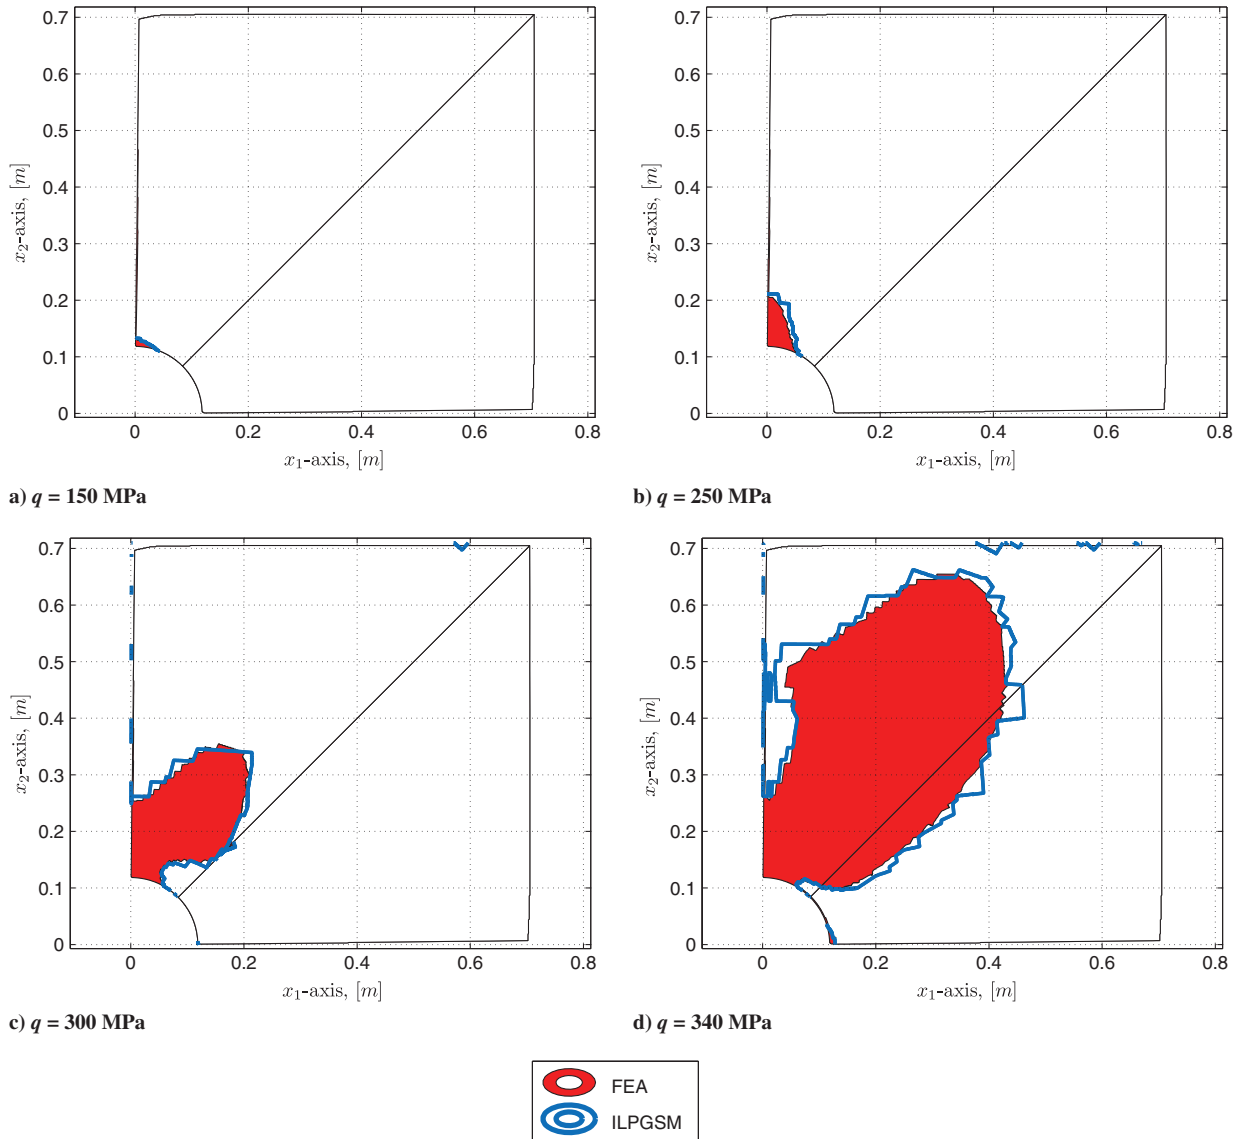 0.7
0.6
0.5
0.4
0.3
0.2
0.1
0
x₂-axis, [m]
0 0.2 0.4 0.6 0.8
x₁-axis, [m]
a) q = 150 MPa
0.7
0.6
0.5
0.4
0.3
0.2
0.1
0
x₂-axis, [m]
0 0.2 0.4 0.6 0.8
x₁-axis, [m]
b) q = 250 MPa
0.7
0.6
0.5
0.4
0.3
0.2
0.1
0
x₂-axis, [m]
0 0.2 0.4 0.6 0.8
x₁-axis, [m]
c) q = 300 MPa
0.7
0.6
0.5
0.4
0.3
0.2
0.1
0
x₂-axis, [m]
0 0.2 0.4 0.6 0.8
x₁-axis, [m]
d) q = 340 MPa
FEA
ILPGSM